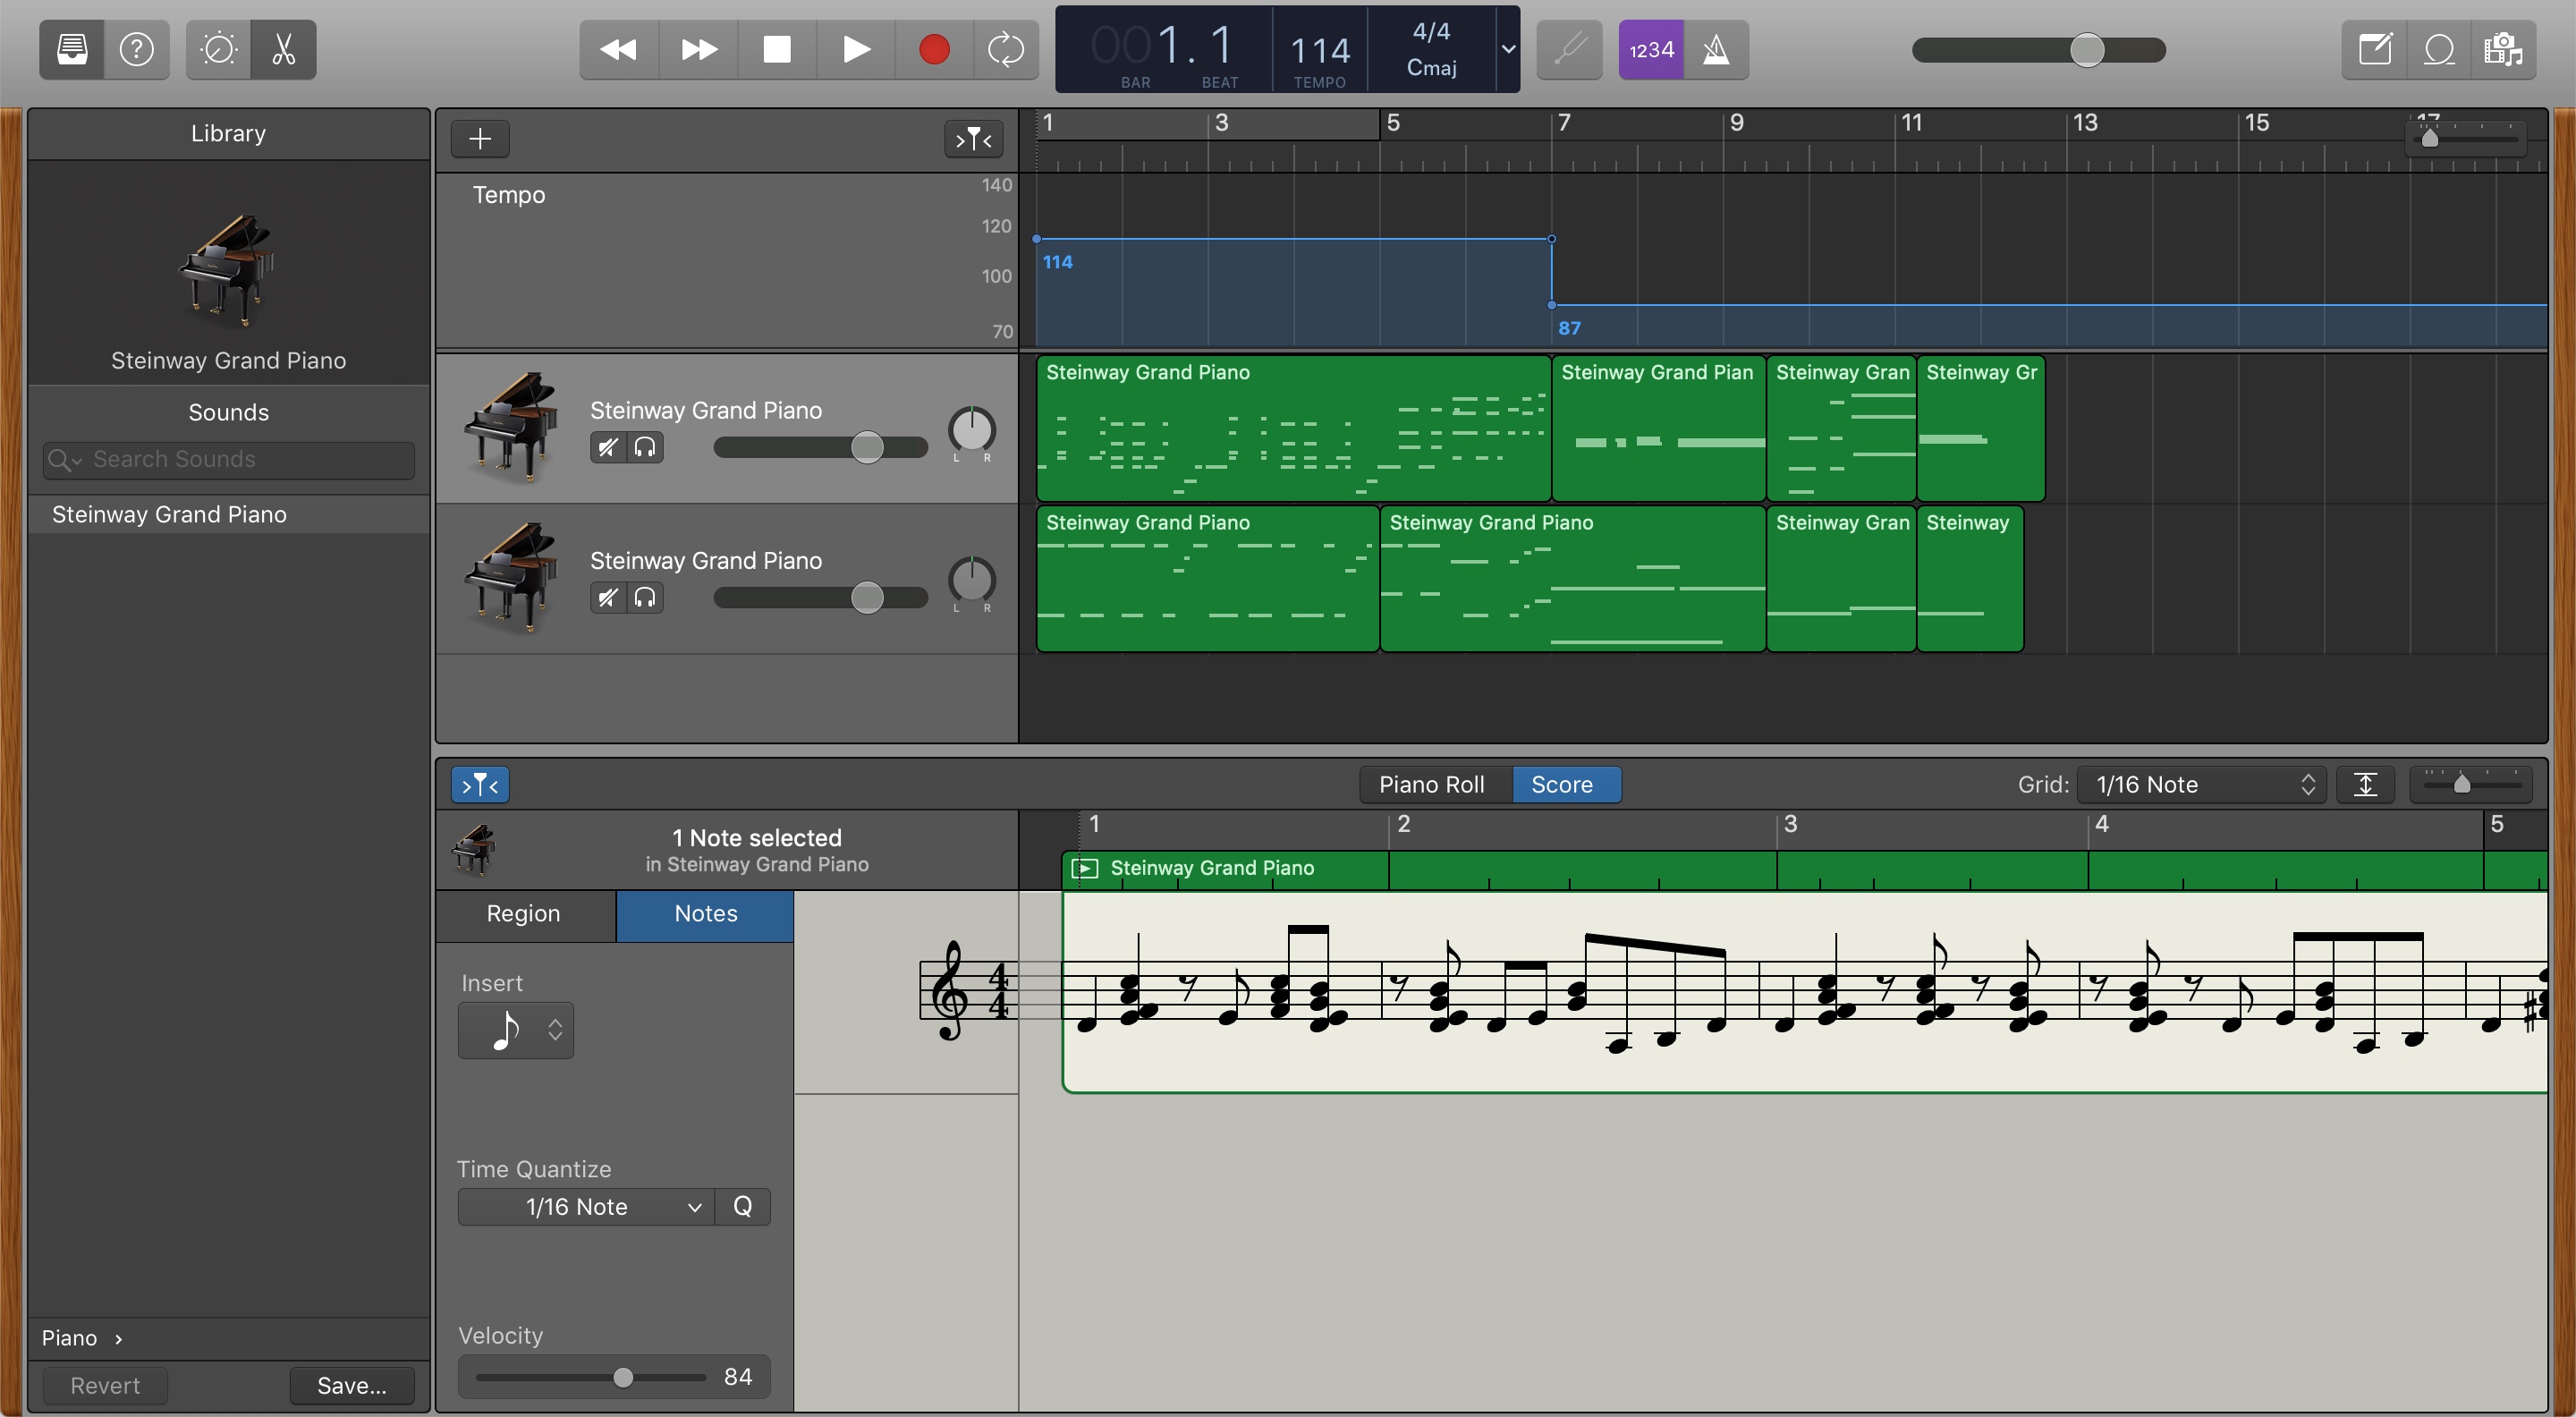 001. 1
BAR BEAT
114
TEMPO
4/4
Cmaj
1234
Library
Steinway Grand Piano
Sounds
Search Sounds
Steinway Grand Piano
Piano
Revert
Save...
1 3 5 7 9 11 13 15 17
Tempo
140
120
100
70
114
87
Steinway Grand Piano
L R
Steinway Grand Piano
Steinway Grand Pian
Steinway Gran
Steinway Gr
Steinway Grand Piano
L R
Steinway Grand Piano
Steinway Grand Piano
Steinway Gran
Steinway
Piano Roll
Score
Grid:
1/16 Note
1 Note selected
in Steinway Grand Piano
1 2 3 4 5
Steinway Grand Piano
Region
Notes
Insert
Time Quantize
1/16 Note
Q
Velocity
84
4
4